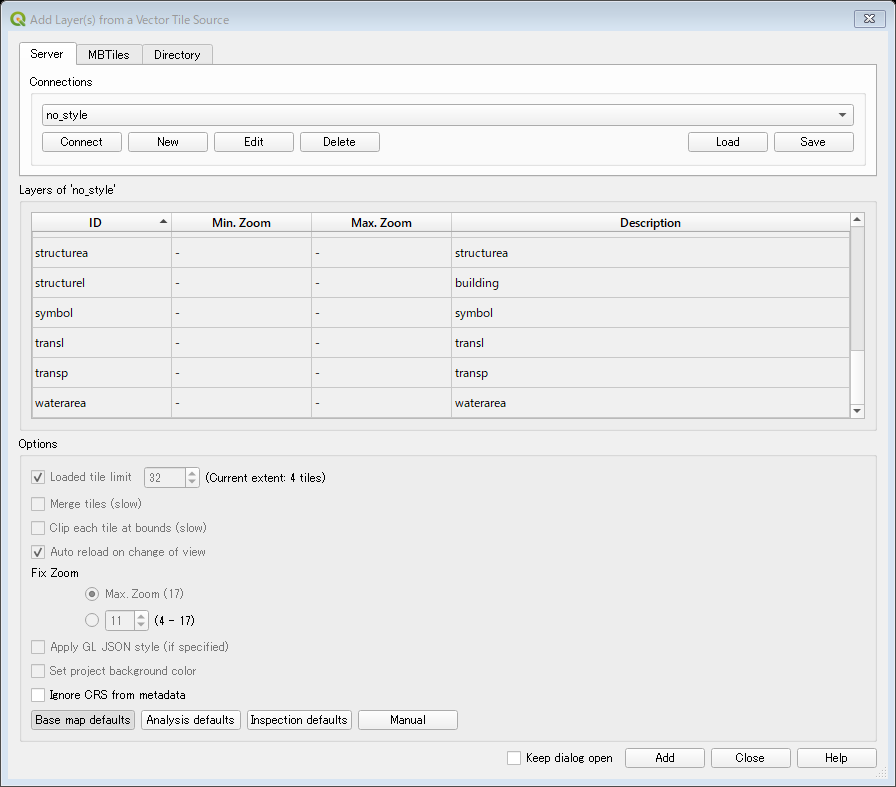 Add Layer(s) from a Vector Tile Source
Server MBTiles Directory
Connections
no_style
Connect New Edit Delete Load Save
Layers of 'no_style'
ID Min. Zoom Max. Zoom Description
structurea - - structurea
structurel - - building
symbol - - symbol
transl - - transl
transp - - transp
waterarea - - waterarea
Options
Loaded tile limit 32 (Current extent: 4 tiles)
Merge tiles (slow)
Clip each tile at bounds (slow)
Auto reload on change of view
Fix Zoom
Max. Zoom (17)
11 (4 - 17)
Apply GL JSON style (if specified)
Set project background color
Ignore CRS from metadata
Base map defaults Analysis defaults Inspection defaults Manual
Keep dialog open Add Close Help